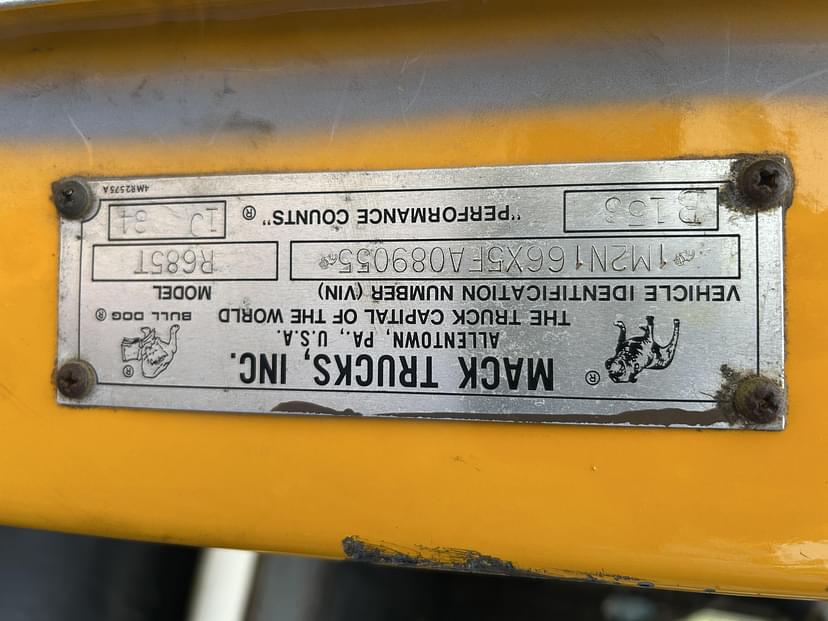 ® MACK TRUCKS, INC. ®
ALLENTOWN, PA., U.S.A.
THE TRUCK CAPITAL OF THE WORLD BULL DOG ®
VEHICLE IDENTIFICATION NUMBER (VIN) MODEL
1M2N166X5FA089055 R685T
"PERFORMANCE COUNTS" ® 84
4MR2575A